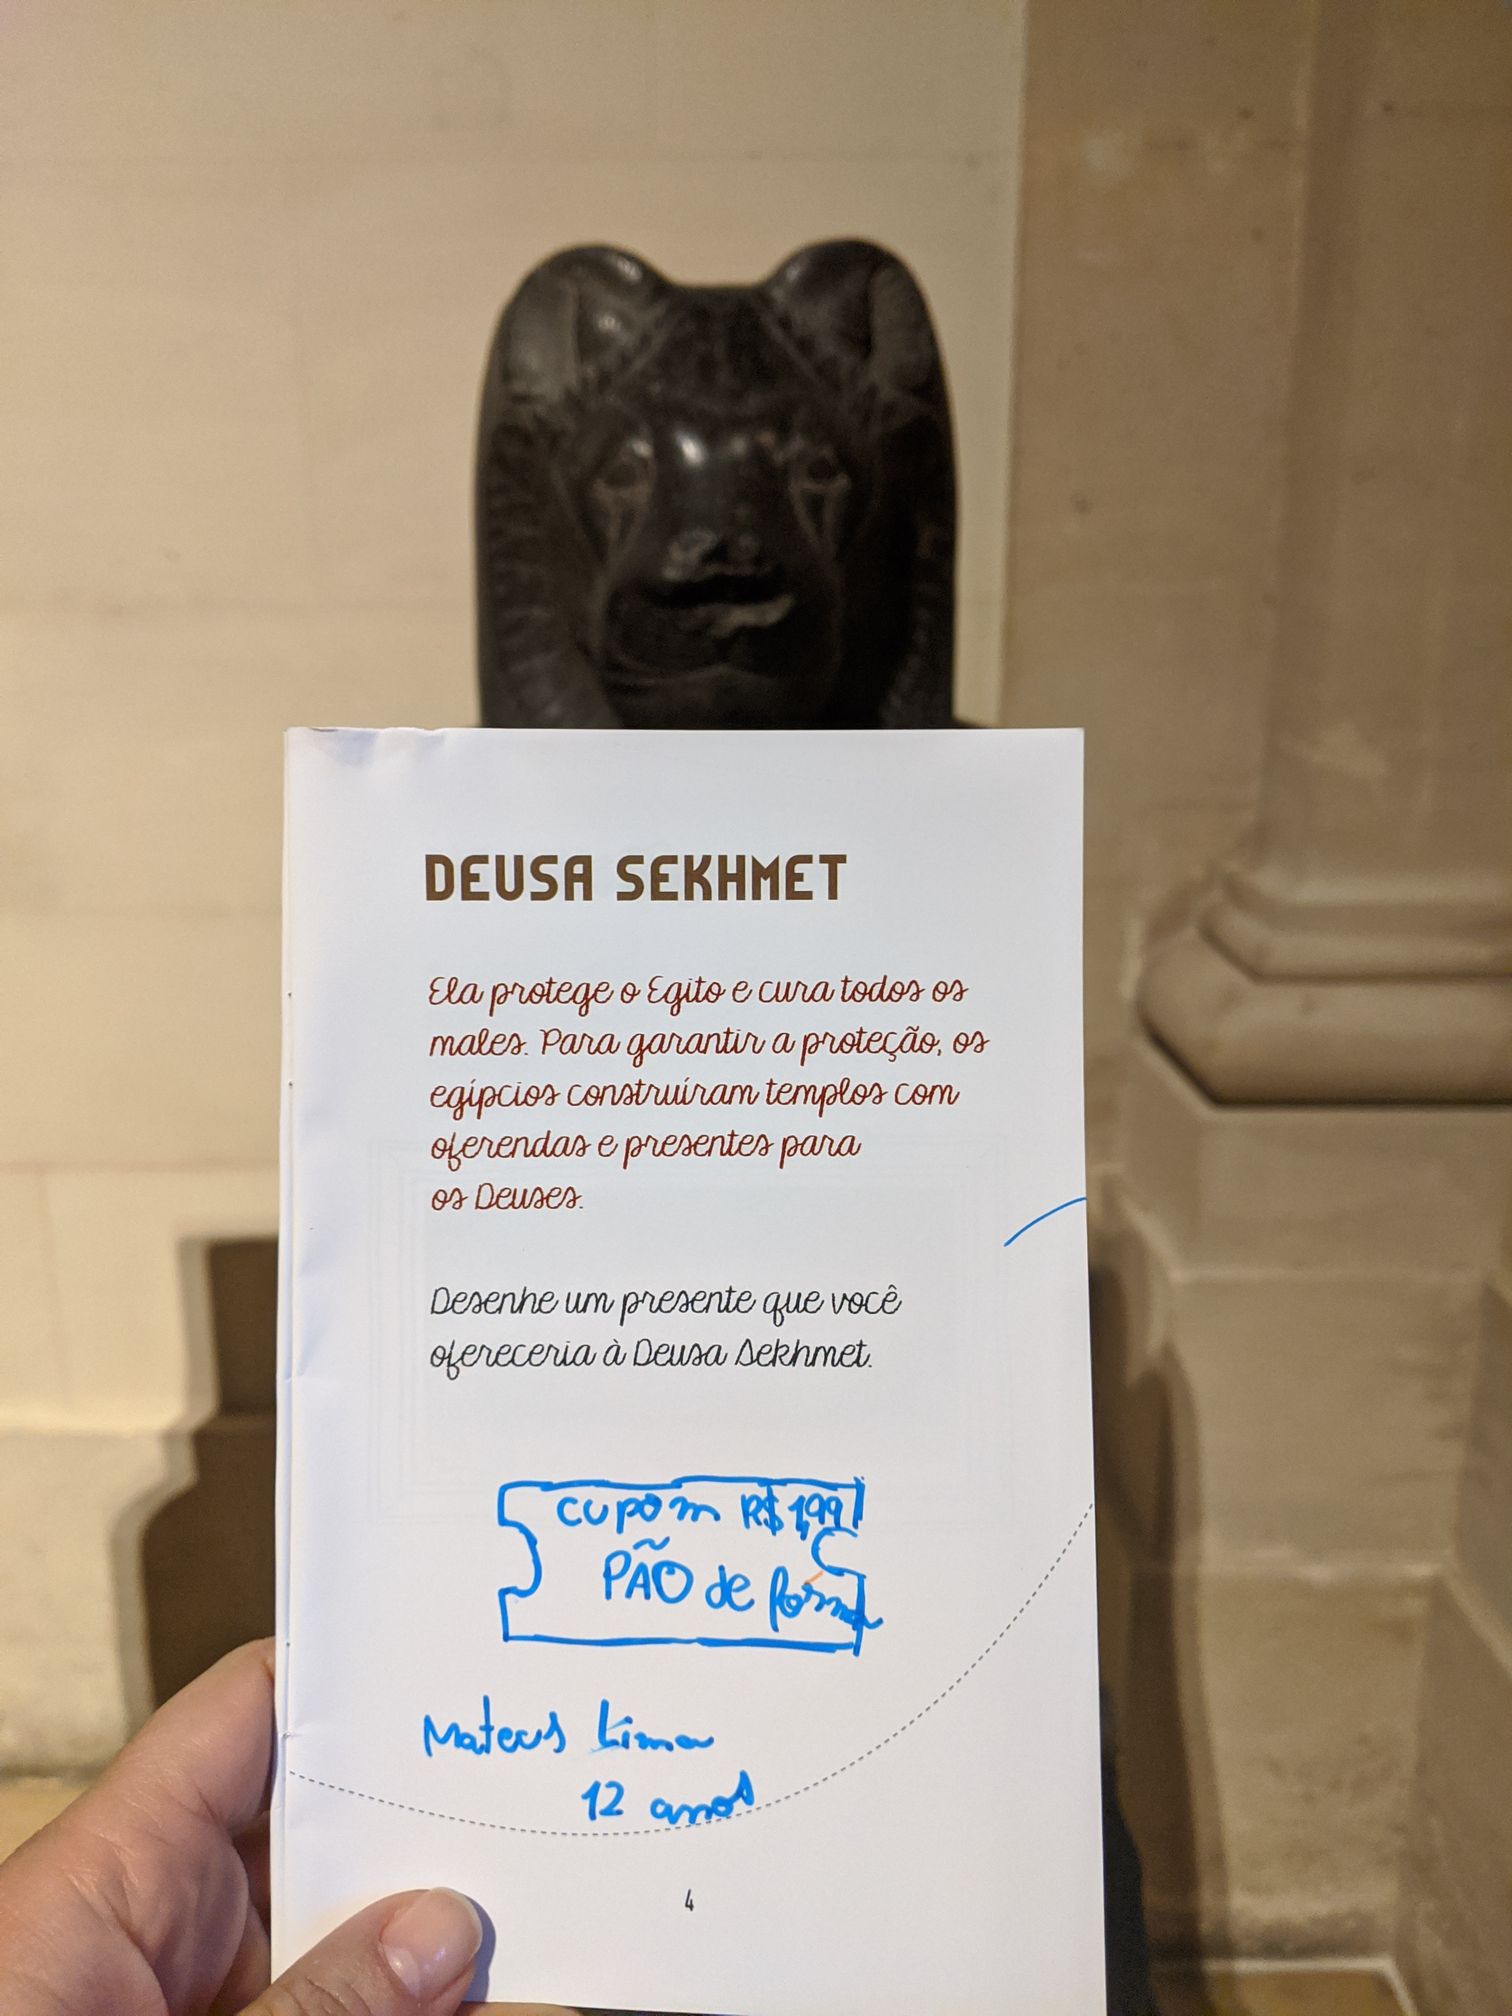 DEUSA SEKHMET
Ela protege o Egito e cura todos os
males. Para garantir a proteção, os
egípcios construíram templos com
oferendas e presentes para
os Deuses.
Desenhe um presente que você
ofereceria à Deusa Sekhmet.
CUPOM R$ 1,99
PÃO de forma
Mateus Lima
12 anos
4